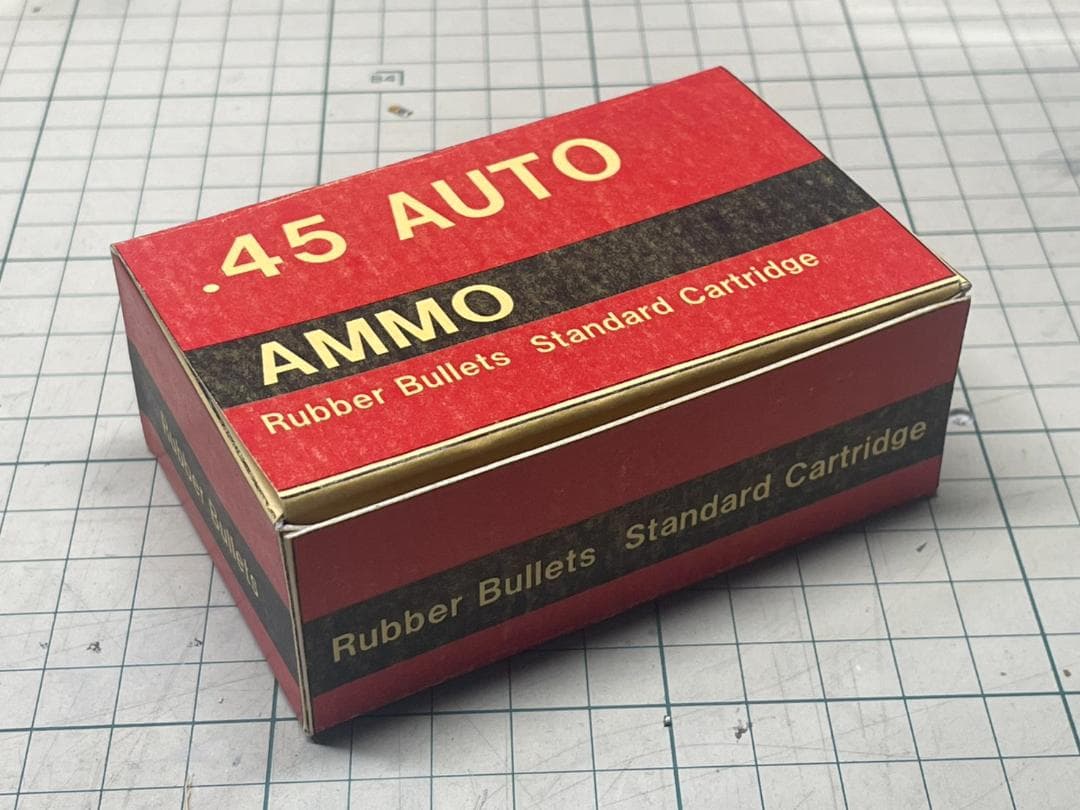 .45 AUTO
AMMO
Rubber Bullets Standard Cartridge
Rubber Bullets Standard Cartridge
Rubber Bullets